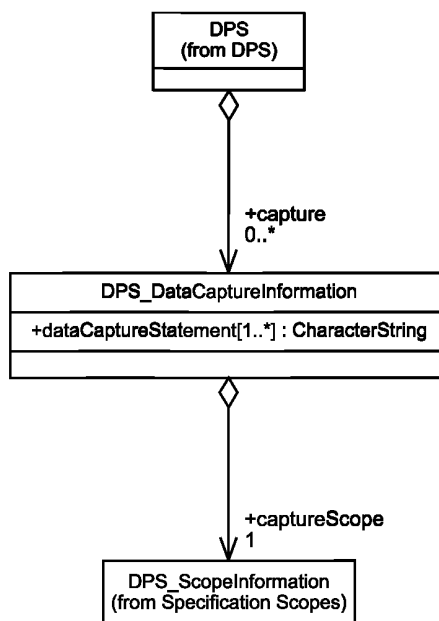 DPS
(from DPS)
+capture
0..*
DPS_DataCaptureInformation
+dataCaptureStatement[1..*] : CharacterString
+captureScope
1
DPS_ScopeInformation
(from Specification Scopes)